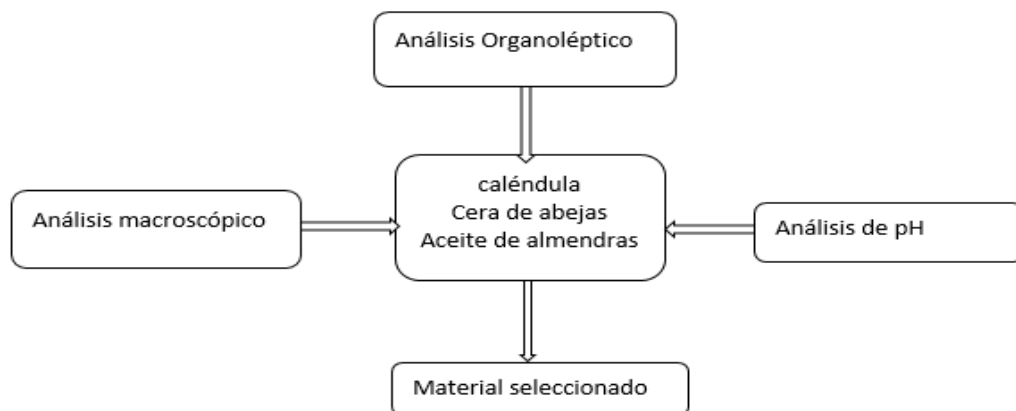 Análisis Organoléptico
caléndula
Cera de abejas
Aceite de almendras
Análisis macroscópico
Análisis de pH
Material seleccionado